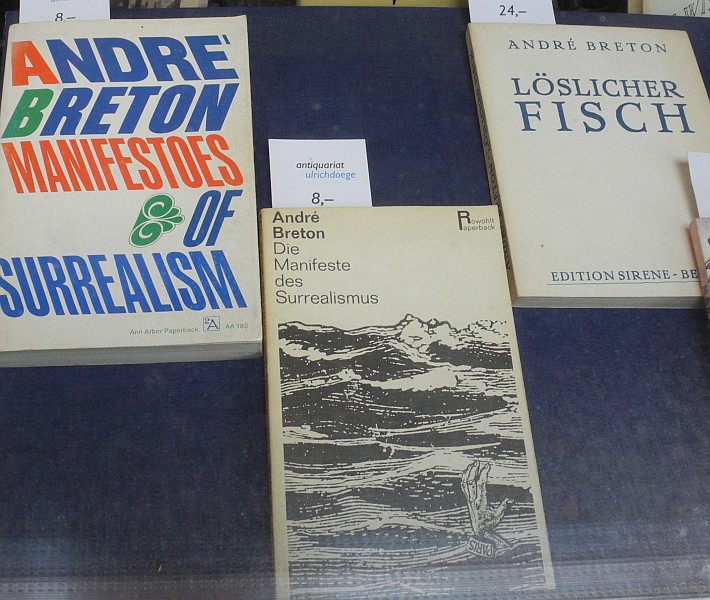 8,–
ANDRÉ
BRETON
MANIFESTOES
& OF
SURREALISM
Ann Arbor Paperback AA 182
antiquariat
ulrichdoege
8,–
André
Breton
Die
Manifeste
des
Surrealismus
Rowohlt
Paperback
PARIS
24,–
ANDRÉ BRETON
LÖSLICHER
FISCH
EDITION SIRENE - BE